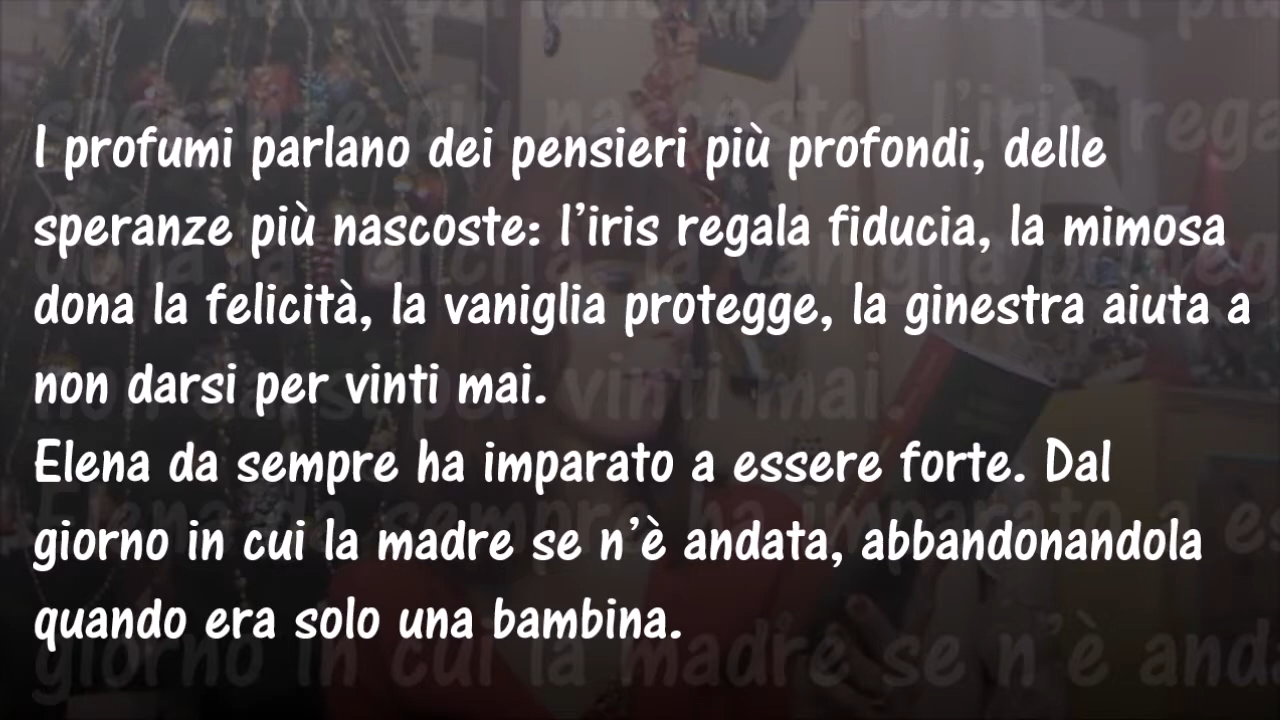 I profumi parlano dei pensieri più profondi, delle
speranze più nascoste: l’iris regala fiducia, la mimosa
dona la felicità, la vaniglia protegge, la ginestra aiuta a
non darsi per vinti mai.
Elena da sempre ha imparato a essere forte. Dal
giorno in cui la madre se n’è andata, abbandonandola
quando era solo una bambina.